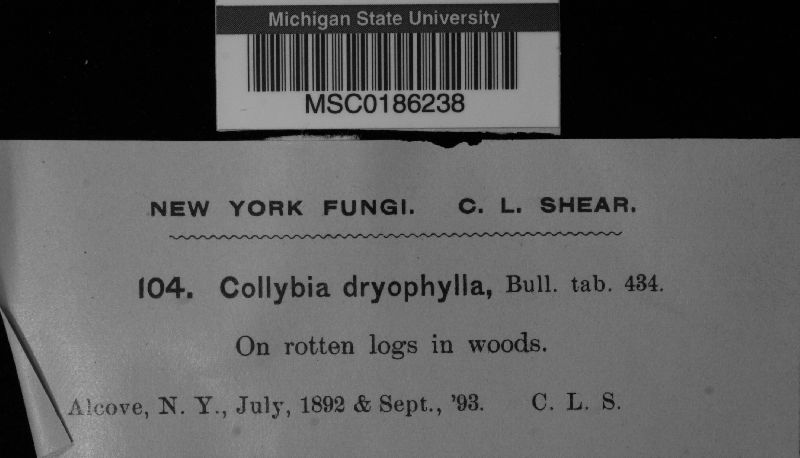 Michigan State University
MSC0186238
NEW YORK FUNGI. C. L. SHEAR.
104. Collybia dryophylla, Bull. tab. 434.
On rotten logs in woods.
Alcove, N. Y., July, 1892 & Sept., '93. C. L. S.